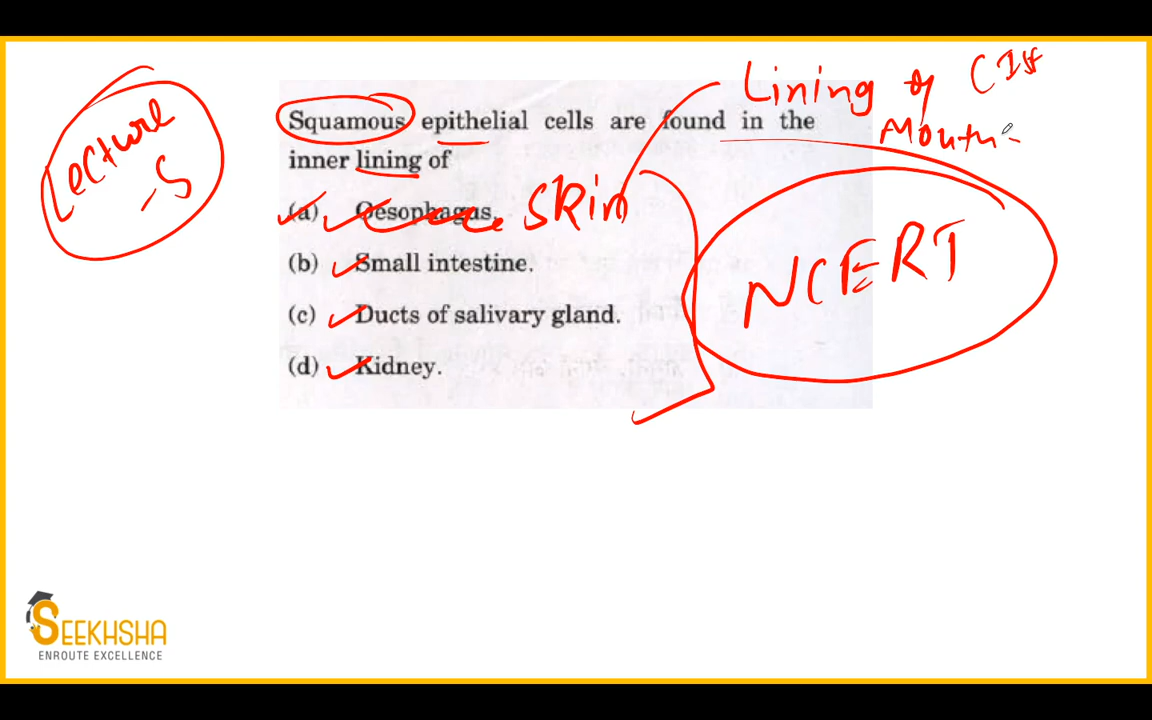 Lining of
Mouth
Lecture
-5
Squamous epithelial cells are found in the
inner lining of
(a) Oesophagus. Skin
(b) Small intestine.
(c) Ducts of salivary gland.
(d) Kidney.
NCERT
SEEKHSHA
ENROUTE EXCELLENCE